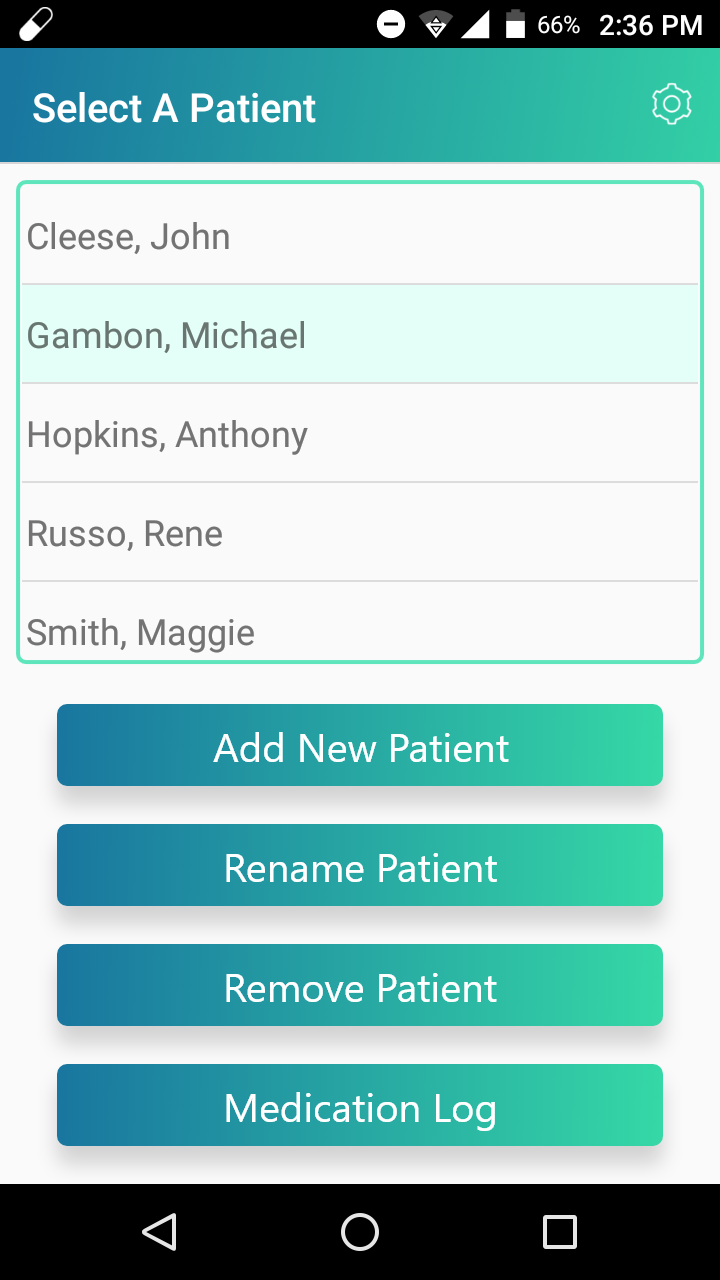 66% 2:36 PM
Select A Patient
Cleese, John
Gambon, Michael
Hopkins, Anthony
Russo, Rene
Smith, Maggie
Add New Patient
Rename Patient
Remove Patient
Medication Log